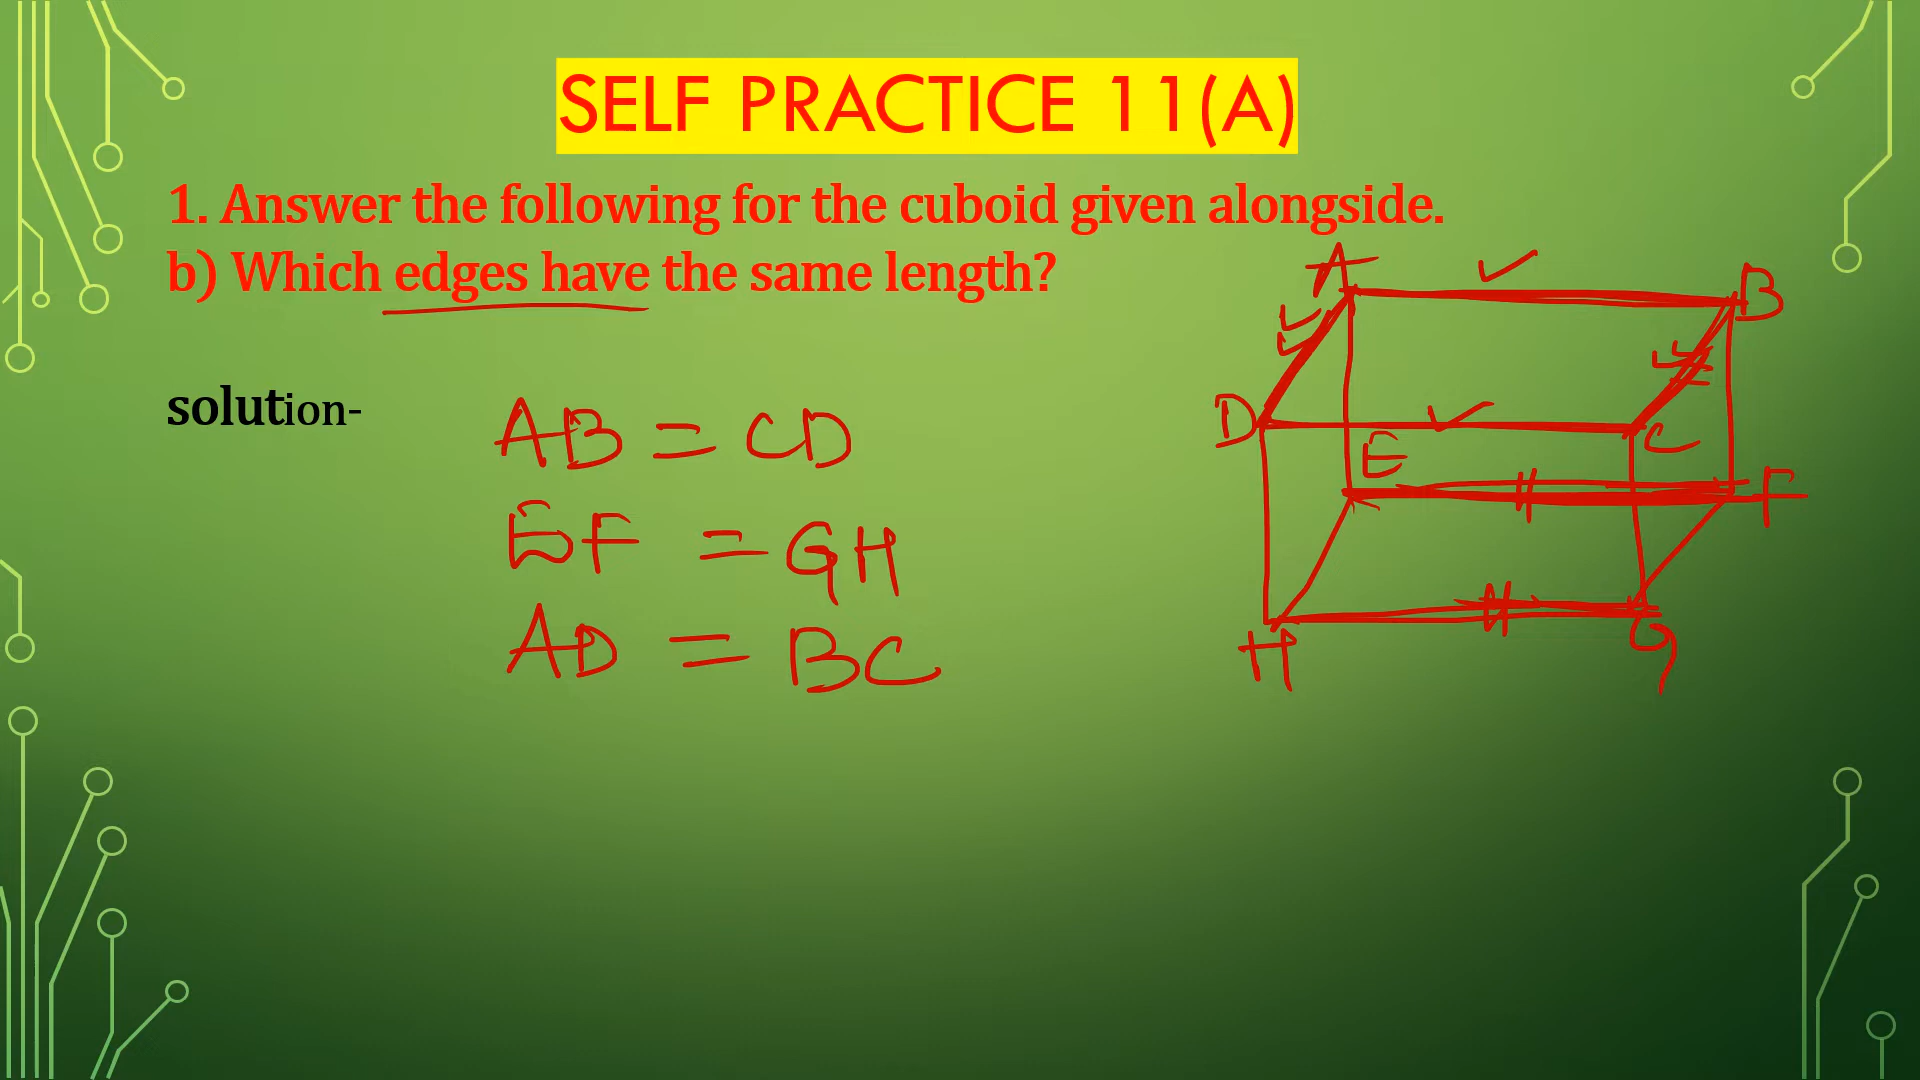 SELF PRACTICE 11(A)
1. Answer the following for the cuboid given alongside.
b) Which edges have the same length?
solution-
AB = CD
EF = GH
AD = BC
A
B
D
C
E
F
H
G